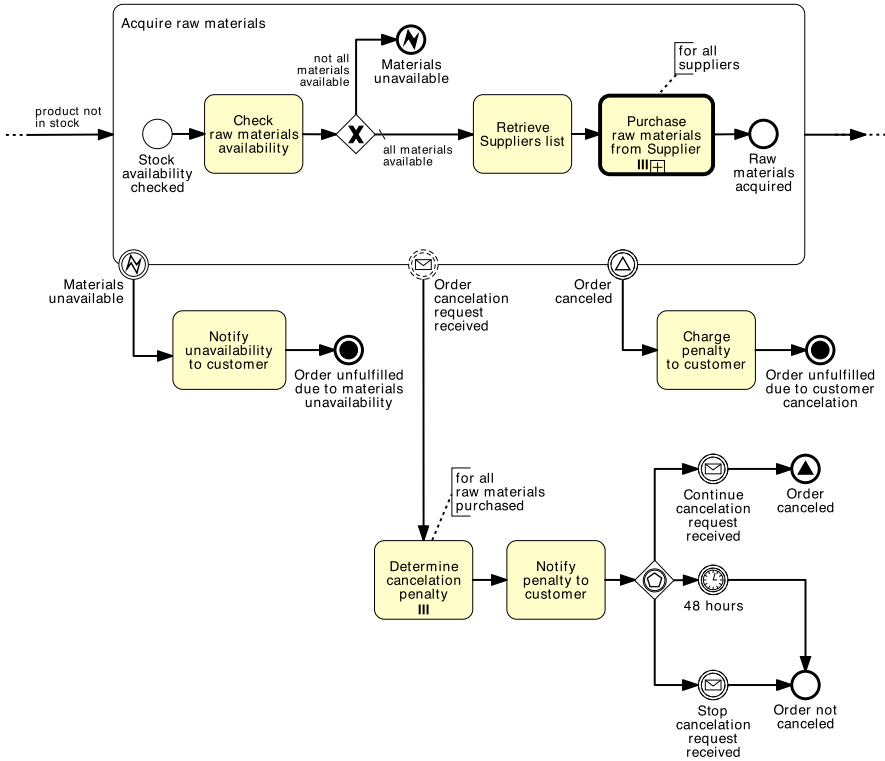 Acquire raw materials
for all
suppliers
not all
materials
available
Materials
unavailable
product not
in stock
Check
raw materials
availability
X
Retrieve
Suppliers list
Purchase
raw materials
from Supplier
Stock
availability
checked
all materials
available
Raw
materials
acquired
Materials
unavailable
Order
cancelation
request
received
Order
canceled
Notify
unavailability
to customer
Order unfulfilled
due to materials
unavailability
Charge
penalty
to customer
Order unfulfilled
due to customer
cancelation
for all
raw materials
purchased
Continue
cancelation
request
received
Order
canceled
Determine
cancelation
penalty
Notify
penalty to
customer
48 hours
Stop
cancelation
request
received
Order not
canceled